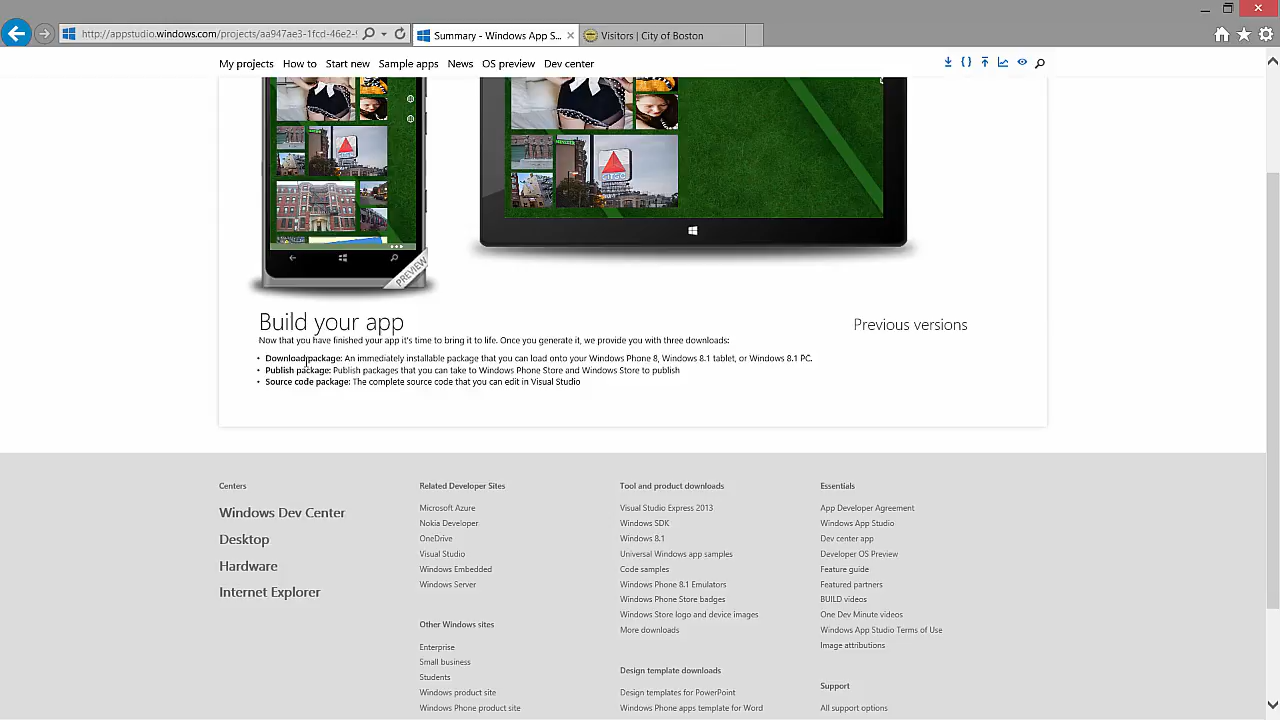 http://appstudio.windows.com/projects/aa947ae3-1fcd-46e2-
Summary - Windows App S...
Visitors | City of Boston
My projects How to Start new Sample apps News OS preview Dev center
CITGO
PREVIEW
Build your app
Previous versions
Now that you have finished your app it's time to bring it to life. Once you generate it, we provide you with three downloads:
• Download package: An immediately installable package that you can load onto your Windows Phone 8, Windows 8.1 tablet, or Windows 8.1 PC.
• Publish package: Publish packages that you can take to Windows Phone Store and Windows Store to publish
• Source code package: The complete source code that you can edit in Visual Studio
Centers
Windows Dev Center
Desktop
Hardware
Internet Explorer
Related Developer Sites
Microsoft Azure
Nokia Developer
OneDrive
Visual Studio
Windows Embedded
Windows Server
Other Windows sites
Enterprise
Small business
Students
Windows product site
Windows Phone product site
Tool and product downloads
Visual Studio Express 2013
Windows SDK
Windows 8.1
Universal Windows app samples
Code samples
Windows Phone 8.1 Emulators
Windows Phone Store badges
Windows Store logo and device images
More downloads
Design template downloads
Design templates for PowerPoint
Windows Phone apps template for Word
Essentials
App Developer Agreement
Windows App Studio
Dev center app
Developer OS Preview
Feature guide
Featured partners
BUILD videos
One Dev Minute videos
Windows App Studio Terms of Use
Image attributions
Support
All support options